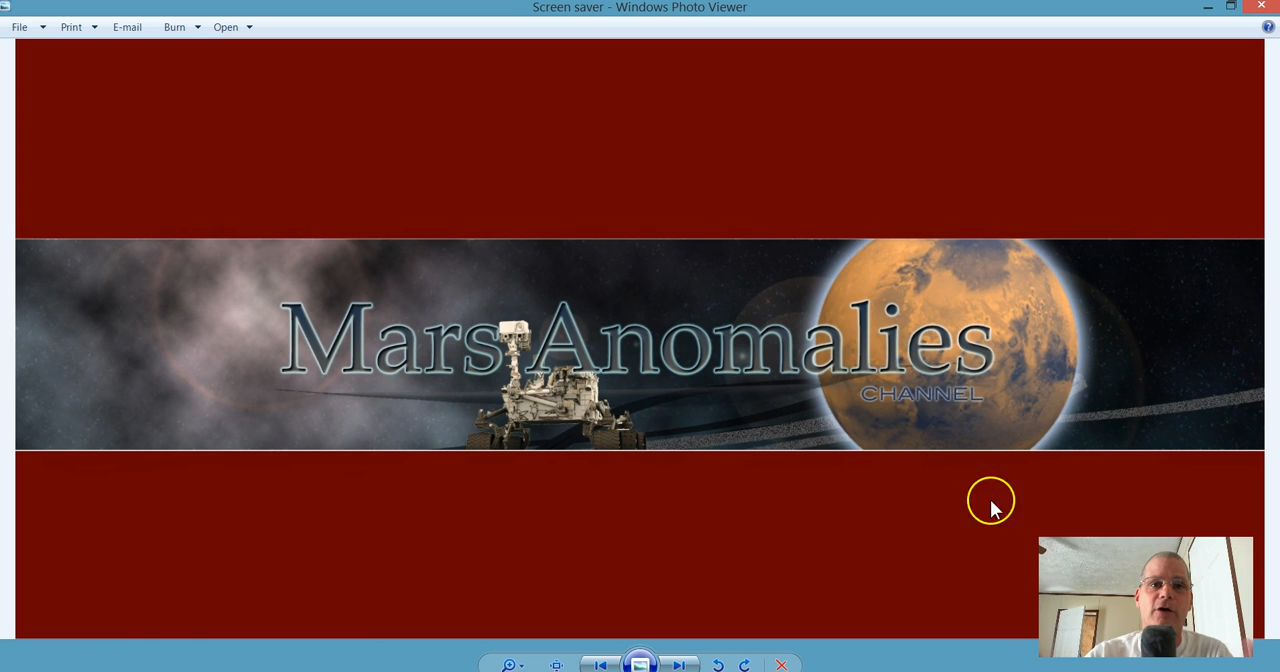 Screen saver - Windows Photo Viewer
File Print E-mail Burn Open
Mars Anomalies
CHANNEL